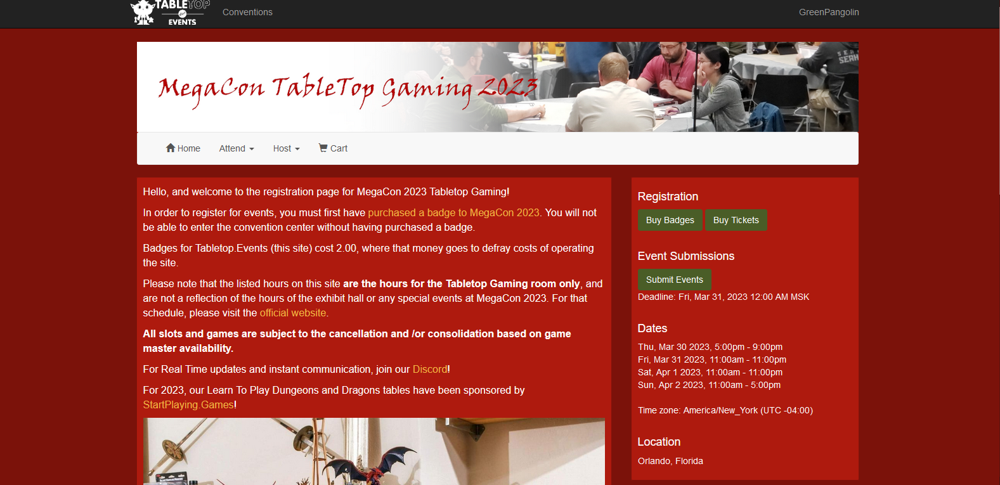 TABLETOP
dot
EVENTS
Conventions
GreenPangolin
MegaCon TableTop Gaming 2023
Home
Attend
Host
Cart
Hello, and welcome to the registration page for MegaCon 2023 Tabletop Gaming!
In order to register for events, you must first have purchased a badge to MegaCon 2023. You will not
be able to enter the convention center without having purchased a badge.
Badges for Tabletop.Events (this site) cost 2.00, where that money goes to defray costs of operating
the site.
Please note that the listed hours on this site are the hours for the Tabletop Gaming room only, and
are not a reflection of the hours of the exhibit hall or any special events at MegaCon 2023. For that
schedule, please visit the official website.
All slots and games are subject to the cancellation and /or consolidation based on game
master availability.
For Real Time updates and instant communication, join our Discord!
For 2023, our Learn To Play Dungeons and Dragons tables have been sponsored by
StartPlaying.Games!
Registration
Buy Badges
Buy Tickets
Event Submissions
Submit Events
Deadline: Fri, Mar 31, 2023 12:00 AM MSK
Dates
Thu, Mar 30 2023, 5:00pm - 9:00pm
Fri, Mar 31 2023, 11:00am - 11:00pm
Sat, Apr 1 2023, 11:00am - 11:00pm
Sun, Apr 2 2023, 11:00am - 5:00pm
Time zone: America/New_York (UTC -04:00)
Location
Orlando, Florida